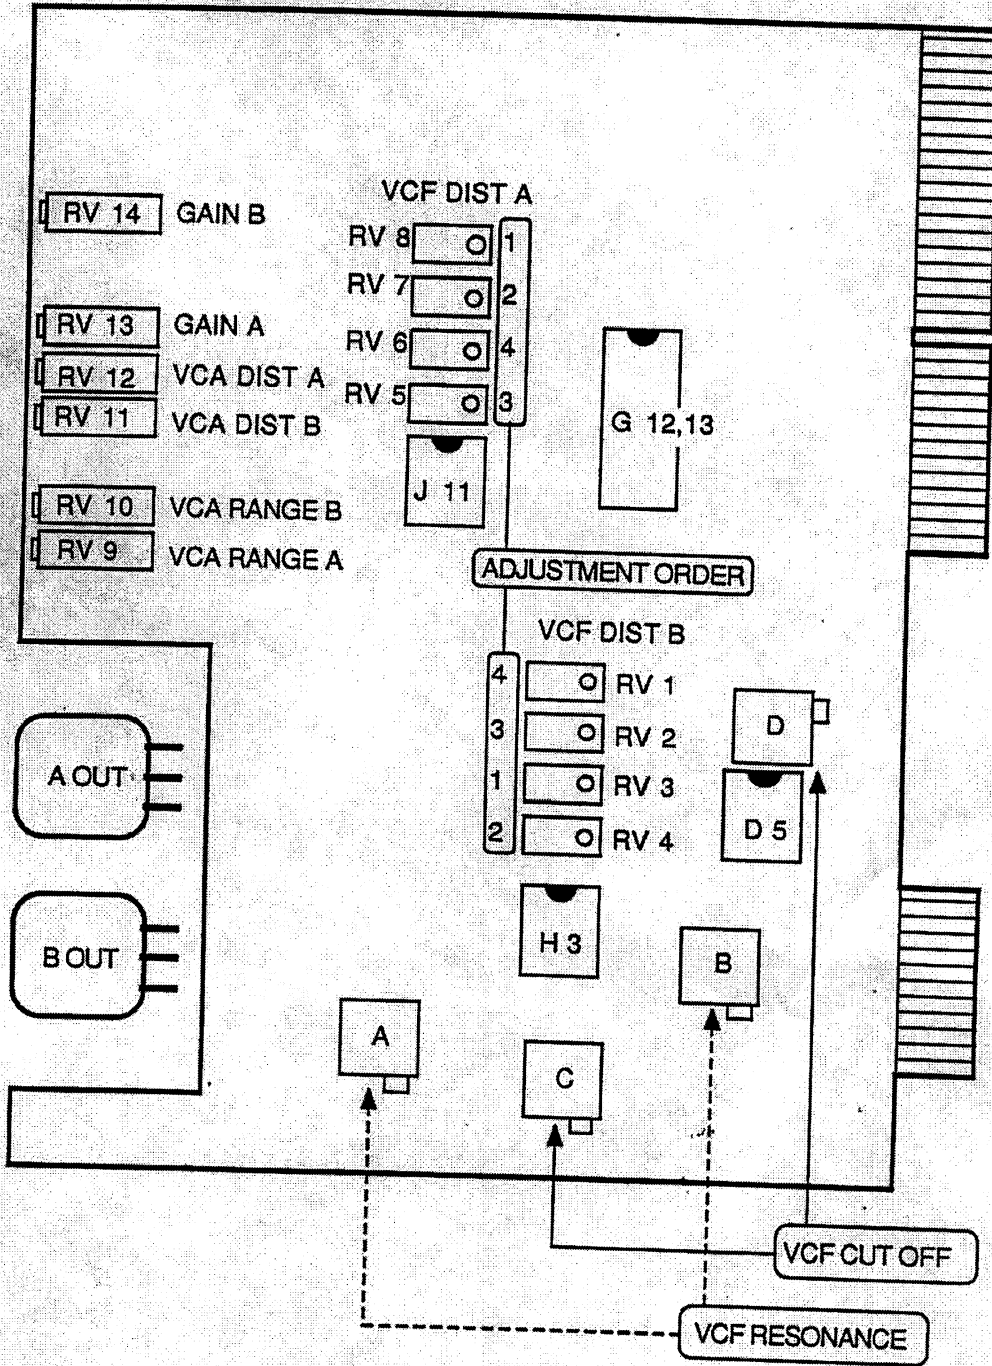 VCF DIST A
RV 14 GAIN B
RV 8 1
RV 7 2
RV 13 GAIN A
RV 6 4
RV 12 VCA DIST A
RV 5 3
RV 11 VCA DIST B
G 12,13
J 11
RV 10 VCA RANGE B
RV 9 VCA RANGE A
ADJUSTMENT ORDER
VCF DIST B
4 RV 1
3 RV 2
D
1 RV 3
A OUT
2 RV 4
D 5
H 3
B OUT
B
A
C
VCF CUT OFF
VCF RESONANCE